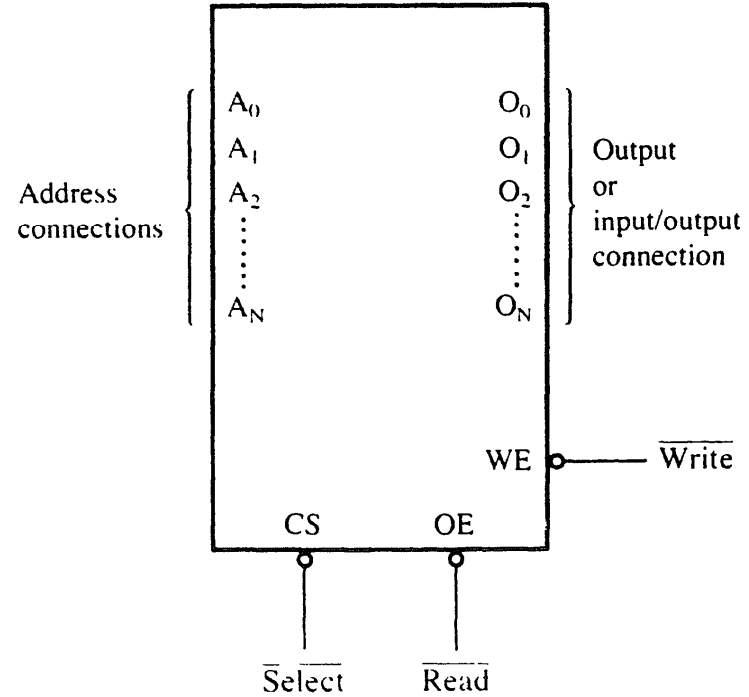 A0
A1
A2
AN
Address
connections
O0
O1
O2
ON
Output
or
input/output
connection
WE
Write
CS
OE
Select
Read